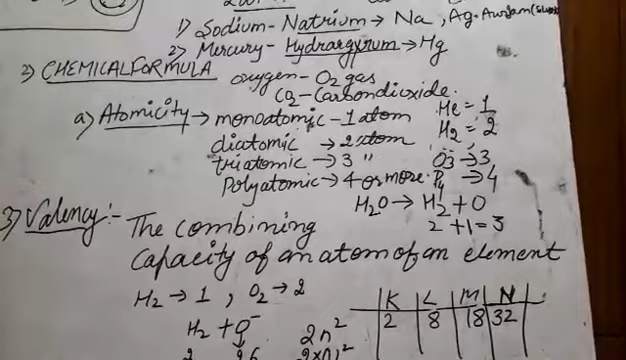 1) Sodium-Natrium → Na, Ag-
2) Mercury- Hydrargyrum → Hg
2) CHEMICAL FORMULA oxygen-O2 gas
CO2-Carbondioxide.
a) Atomicity → monoatomic-1 atom He = 1
diatomic → 2 atom H2 = 2
triatomic → 3 " O3 → 3
Polyatomic → 4 or more. P4 → 4
H2O → H2 + O
2 + 1 = 3
3) Valency:- The combining
Capacity of an atom of an element
H2 → 1, O2 → 2
K L M N
2 8 18 32
H2 +
2n²